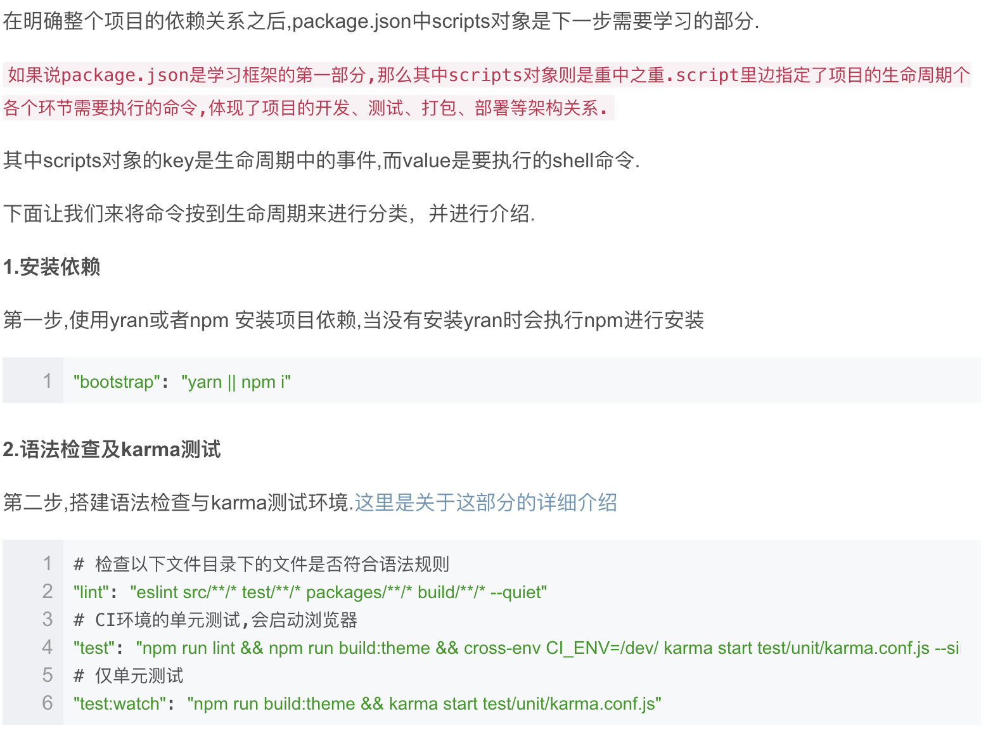 在明确整个项目的依赖关系之后,package.json中scripts对象是下一步需要学习的部分.
如果说package.json是学习框架的第一部分,那么其中scripts对象则是重中之重.script里边指定了项目的生命周期个
各个环节需要执行的命令,体现了项目的开发、测试、打包、部署等架构关系.
其中scripts对象的key是生命周期中的事件,而value是要执行的shell命令.
下面让我们来将命令按到生命周期来进行分类，并进行介绍.
1.安装依赖
第一步,使用yran或者npm 安装项目依赖,当没有安装yran时会执行npm进行安装
1 "bootstrap": "yarn || npm i"
2.语法检查及karma测试
第二步,搭建语法检查与karma测试环境.这里是关于这部分的详细介绍
1 # 检查以下文件目录下的文件是否符合语法规则
2 "lint": "eslint src/**/* test/**/* packages/**/* build/**/* --quiet"
3 # CI环境的单元测试,会启动浏览器
4 "test": "npm run lint && npm run build:theme && cross-env CI_ENV=/dev/ karma start test/unit/karma.conf.js --si
5 # 仅单元测试
6 "test:watch": "npm run build:theme && karma start test/unit/karma.conf.js"